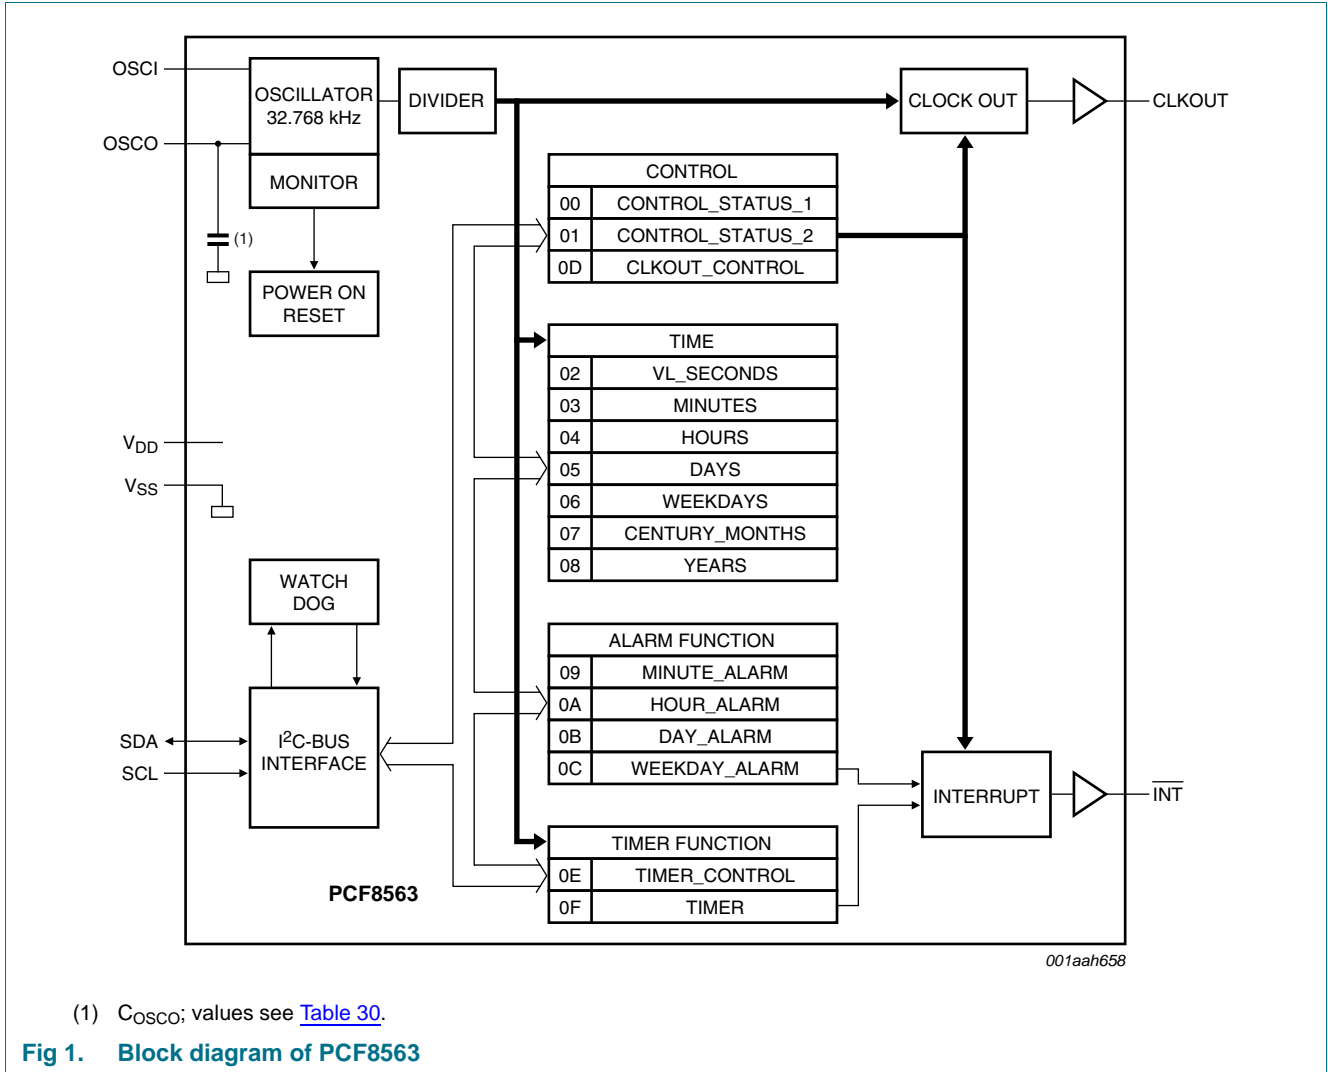 OSCI
OSCO
OSCILLATOR
32.768 kHz
DIVIDER
MONITOR
(1)
POWER ON
RESET
CLOCK OUT
CLKOUT
CONTROL
00 CONTROL_STATUS_1
01 CONTROL_STATUS_2
0D CLKOUT_CONTROL
TIME
02 VL_SECONDS
03 MINUTES
04 HOURS
05 DAYS
06 WEEKDAYS
07 CENTURY_MONTHS
08 YEARS
VDD
VSS
WATCH
DOG
SDA
SCL
I2C-BUS
INTERFACE
ALARM FUNCTION
09 MINUTE_ALARM
0A HOUR_ALARM
0B DAY_ALARM
0C WEEKDAY_ALARM
INTERRUPT
INT
TIMER FUNCTION
0E TIMER_CONTROL
0F TIMER
PCF8563
001aah658
(1) COSCO; values see Table 30.
Fig 1. Block diagram of PCF8563